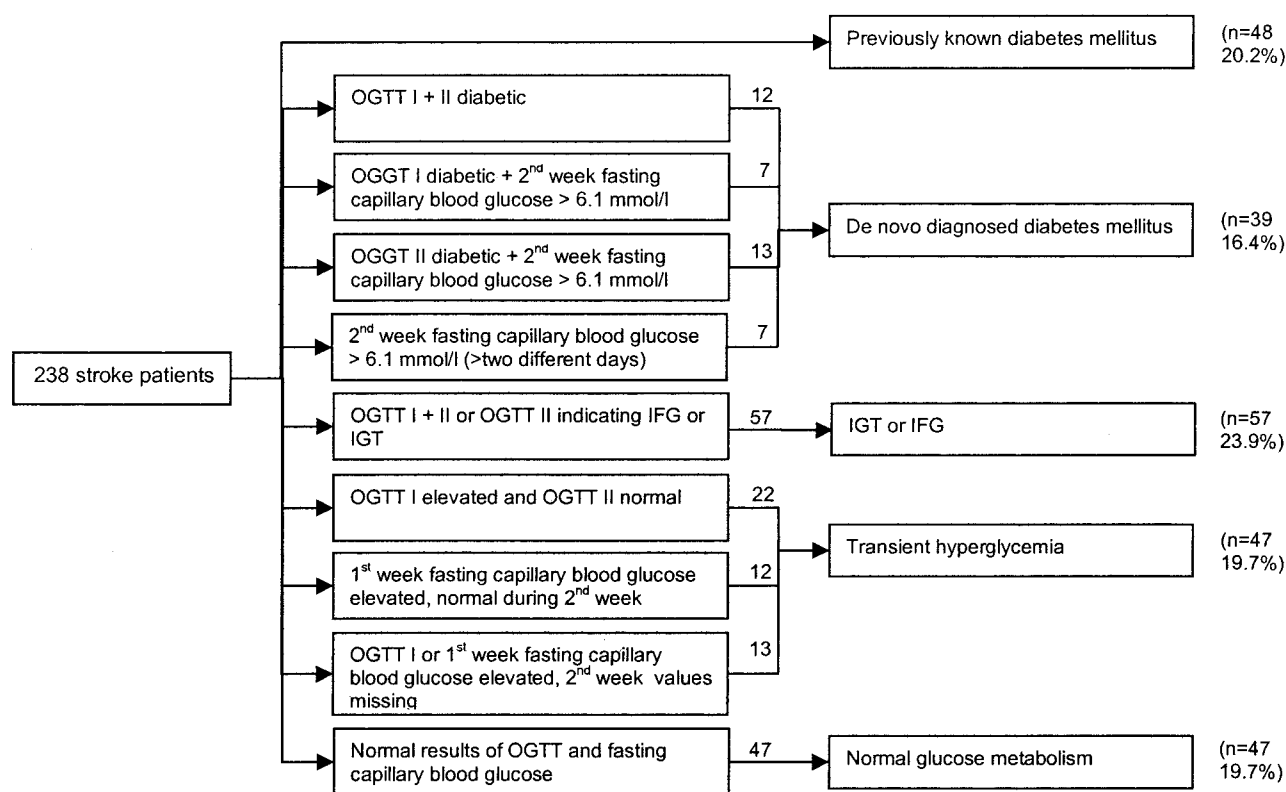 Previously known diabetes mellitus
(n=48
20.2%)
OGTT I + II diabetic
12
OGGT I diabetic + 2nd week fasting
capillary blood glucose > 6.1 mmol/l
7
OGGT II diabetic + 2nd week fasting
capillary blood glucose > 6.1 mmol/l
13
De novo diagnosed diabetes mellitus
(n=39
16.4%)
2nd week fasting capillary blood glucose
> 6.1 mmol/l (>two different days)
7
238 stroke patients
OGTT I + II or OGTT II indicating IFG or
IGT
57
IGT or IFG
(n=57
23.9%)
OGTT I elevated and OGTT II normal
22
Transient hyperglycemia
(n=47
19.7%)
1st week fasting capillary blood glucose
elevated, normal during 2nd week
12
OGTT I or 1st week fasting capillary
blood glucose elevated, 2nd week values
missing
13
Normal results of OGTT and fasting
capillary blood glucose
47
Normal glucose metabolism
(n=47
19.7%)